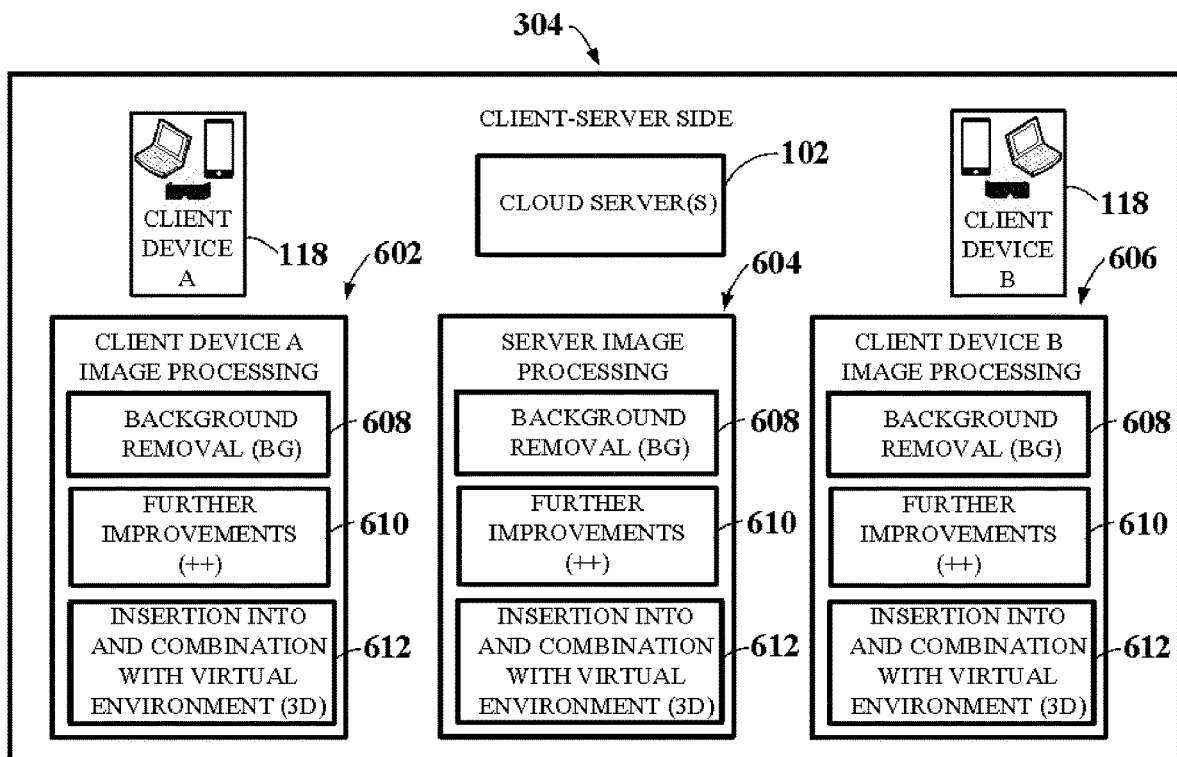 304
CLIENT-SERVER SIDE
102
CLOUD SERVER(S)
CLIENT
DEVICE
A
118
CLIENT
DEVICE
B
118
602
CLIENT DEVICE A
IMAGE PROCESSING
BACKGROUND
REMOVAL (BG)
608
FURTHER
IMPROVEMENTS
(++)
610
INSERTION INTO
AND COMBINATION
WITH VIRTUAL
ENVIRONMENT (3D)
612
604
SERVER IMAGE
PROCESSING
BACKGROUND
REMOVAL (BG)
608
FURTHER
IMPROVEMENTS
(++)
610
INSERTION INTO
AND COMBINATION
WITH VIRTUAL
ENVIRONMENT (3D)
612
606
CLIENT DEVICE B
IMAGE PROCESSING
BACKGROUND
REMOVAL (BG)
608
FURTHER
IMPROVEMENTS
(++)
610
INSERTION INTO
AND COMBINATION
WITH VIRTUAL
ENVIRONMENT (3D)
612